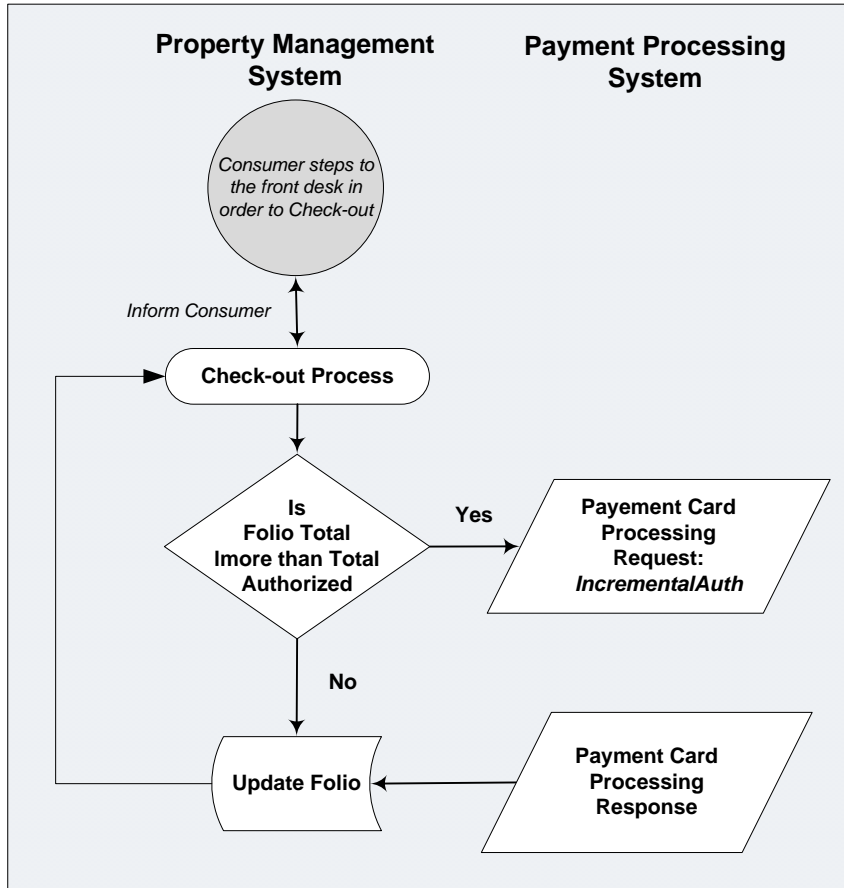 Property Management
System
Payment Processing
System
Consumer steps to
the front desk in
order to Check-out
Inform Consumer
Check-out Process
Is
Folio Total
Imore than Total
Authorized
Yes
Payement Card
Processing
Request:
IncrementalAuth
No
Update Folio
Payment Card
Processing
Response